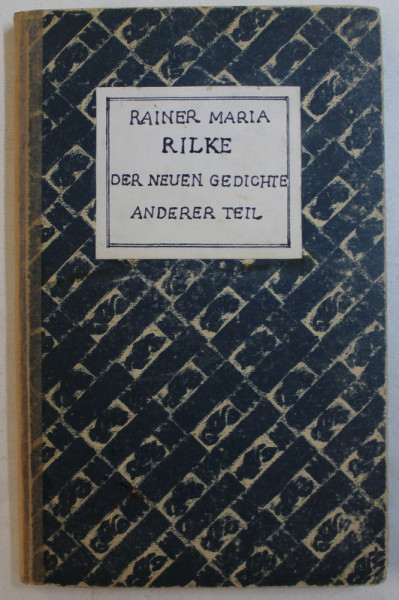 RAINER MARIA
RILKE
DER NEUEN GEDICHTE
ANDERER TEIL